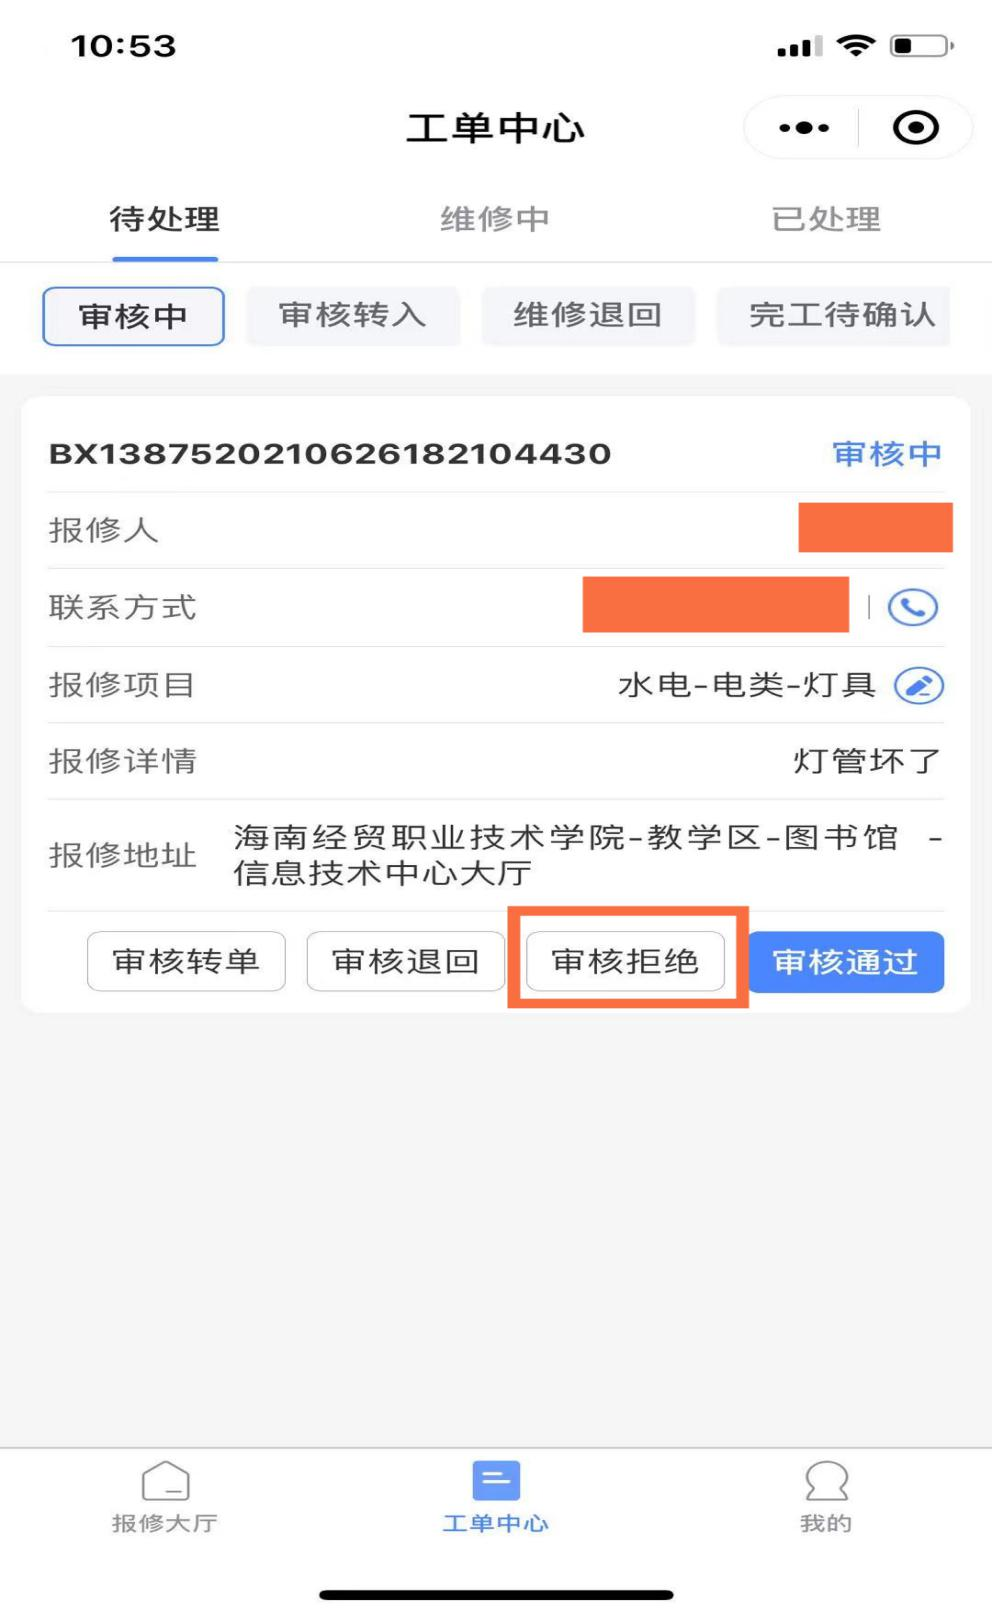 10:53
工单中心
待处理 维修中 已处理
审核中 审核转入 维修退回 完工待确认
BX138752021062618210​4430 审核中
报修人
联系方式
报修项目 水电-电类-灯具
报修详情 灯管坏了
报修地址 海南经贸职业技术学院-教学区-图书馆 -
信息技术中心大厅
审核转单 审核退回 审核拒绝 审核通过
报修大厅 工单中心 我的